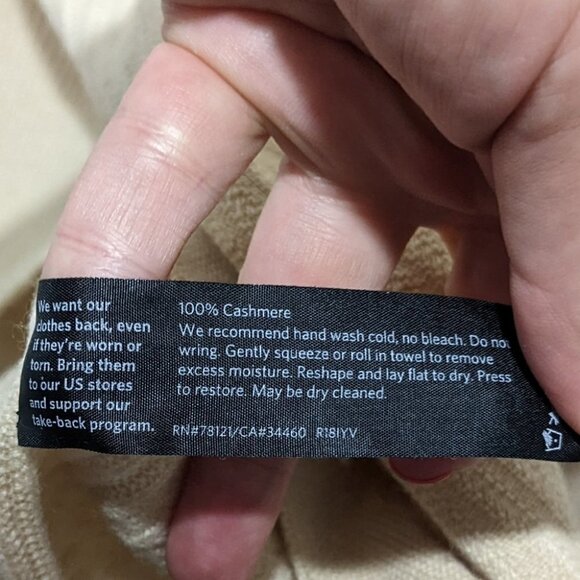 We want our
clothes back, even
if they're worn or
torn. Bring them
to our US stores
and support our
take-back program.
100% Cashmere
We recommend hand wash cold, no bleach. Do not
wring. Gently squeeze or roll in towel to remove
excess moisture. Reshape and lay flat to dry. Press
to restore. May be dry cleaned.
RN#78121/CA#34460 R18IYV